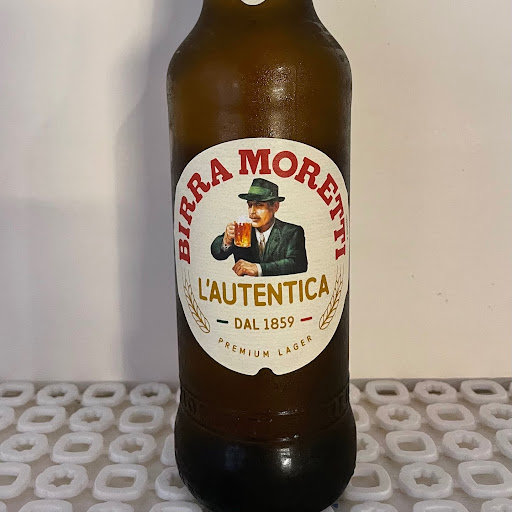 BIRRA MORETTI
L'AUTENTICA
DAL 1859
PREMIUM LAGER